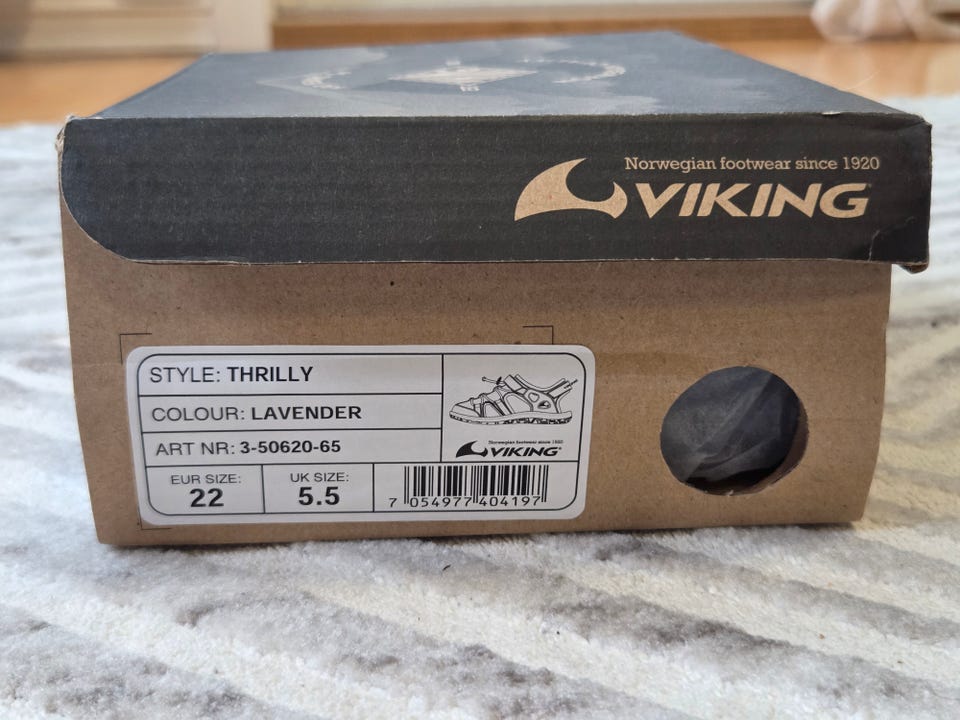 Norwegian footwear since 1920
VIKING
STYLE: THRILLY
COLOUR: LAVENDER
ART NR: 3-50620-65
Norwegian footwear since 1920
VIKING
EUR SIZE:
22
UK SIZE:
5.5
7 054977 404197